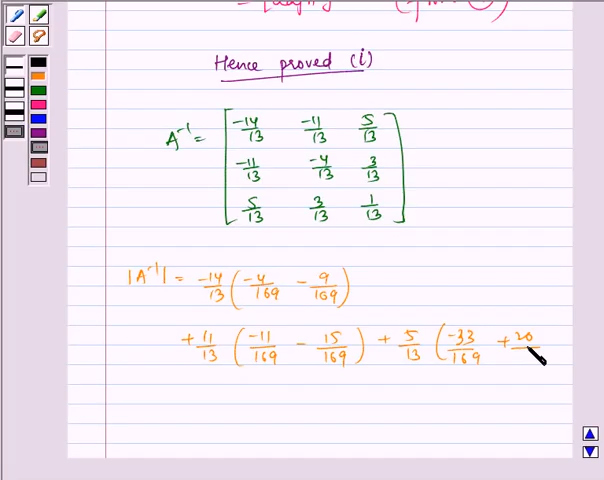 Hence proved (i)
A⁻¹ = [ -14/13 -11/13 5/13
-11/13 -4/13 3/13
5/13 3/13 1/13 ]
|A⁻¹| = -14/13 ( -4/169 - 9/169 )
+ 11/13 ( -11/169 - 15/169 ) + 5/13 ( -33/169 + 20/